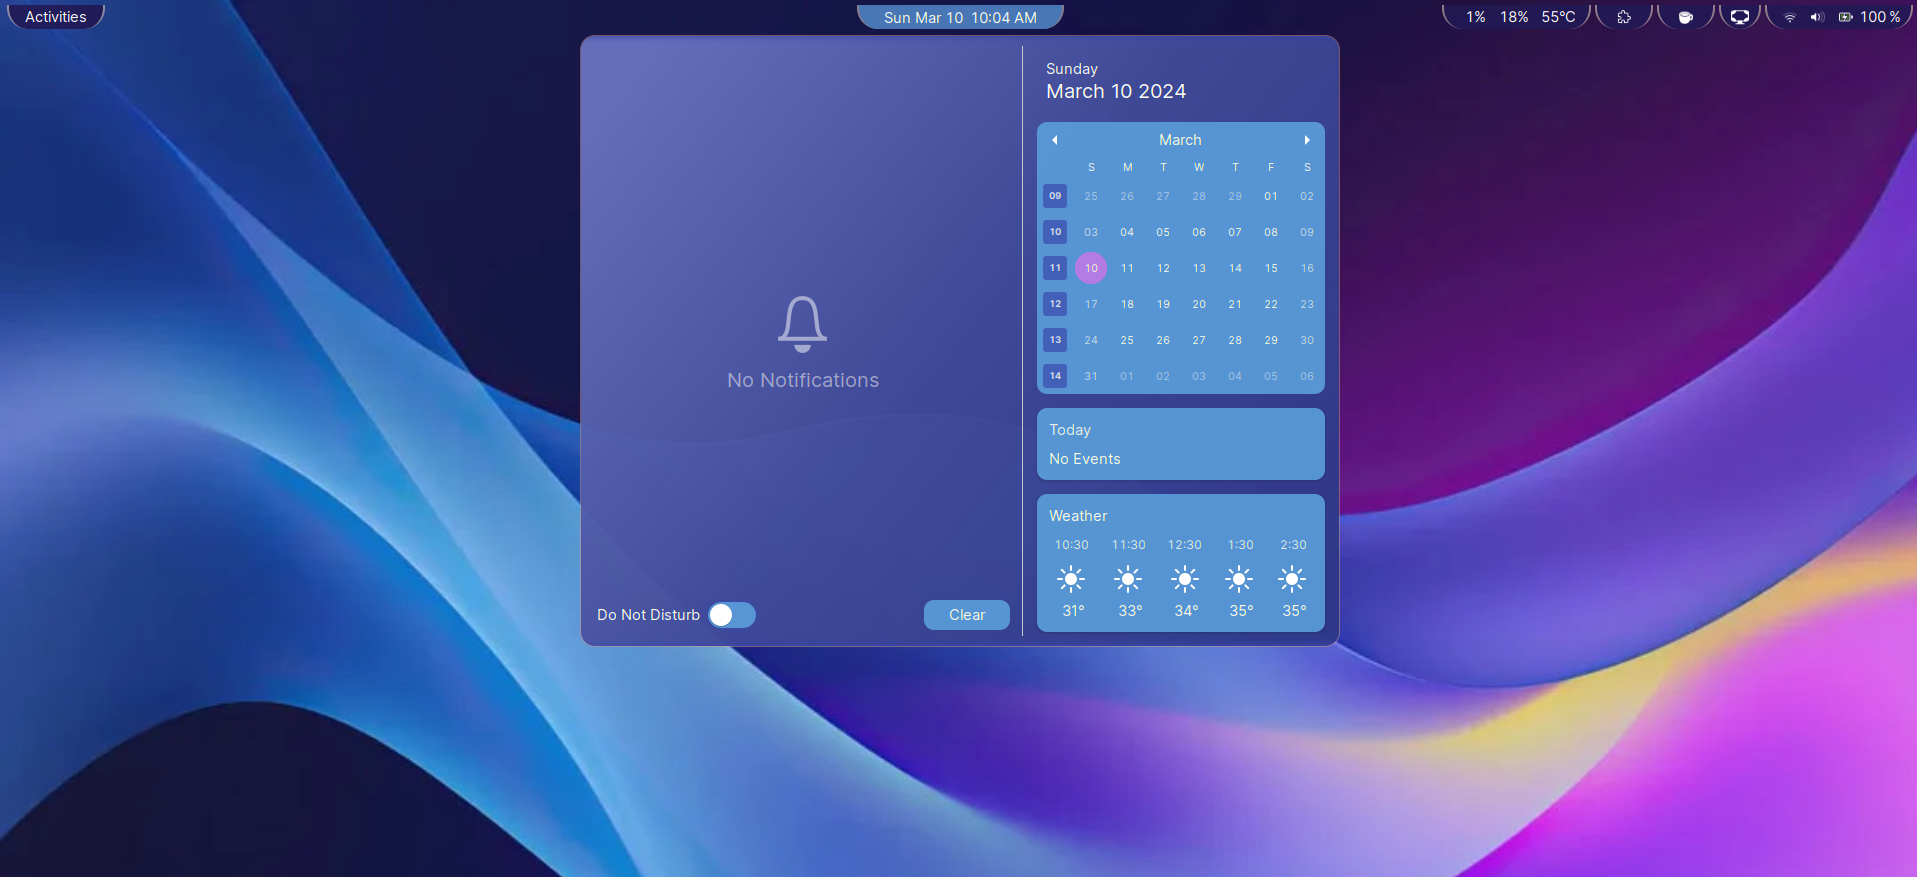 Activities
Sun Mar 10 10:04 AM
1% 18% 55°C
100 %
No Notifications
Do Not Disturb
Clear
Sunday
March 10 2024
March
S M T W T F S
09 25 26 27 28 29 01 02
10 03 04 05 06 07 08 09
11 10 11 12 13 14 15 16
12 17 18 19 20 21 22 23
13 24 25 26 27 28 29 30
14 31 01 02 03 04 05 06
Today
No Events
Weather
10:30 11:30 12:30 1:30 2:30
31° 33° 34° 35° 35°